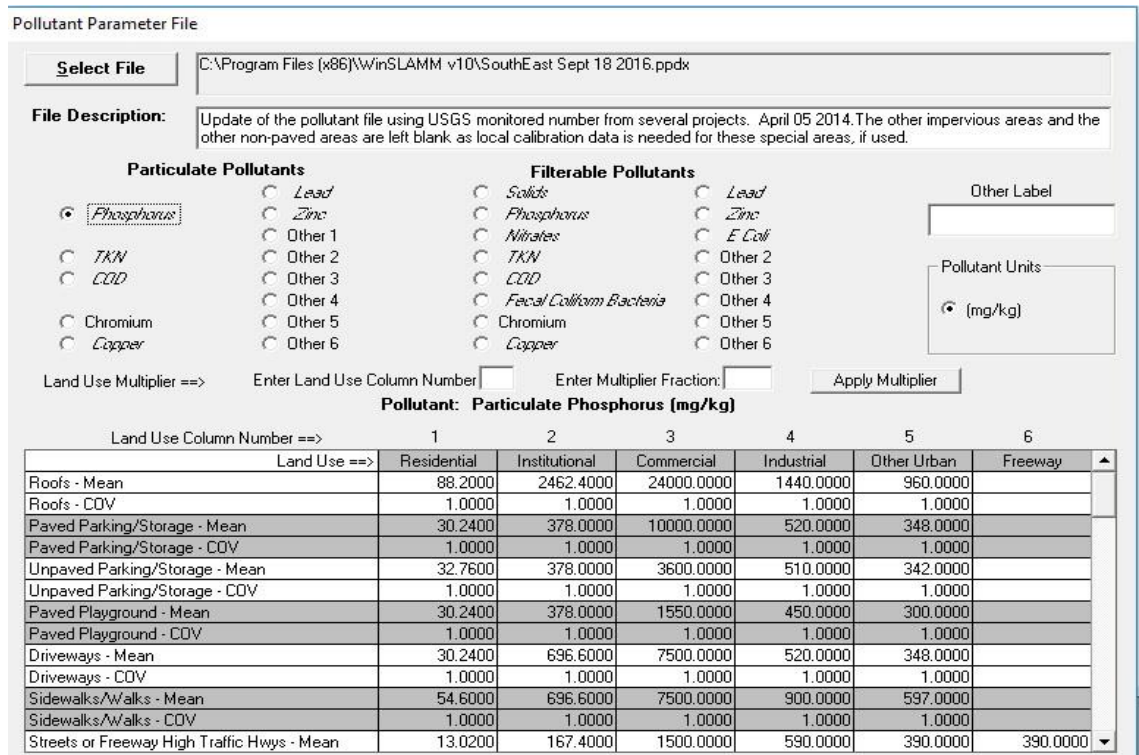 Pollutant Parameter File
Select File
C:\Program Files (x86)\WinSLAMM v10\SouthEast Sept 18 2016.ppdx
File Description:
Update of the pollutant file using USGS monitored number from several projects. April 05 2014.The other impervious areas and the
other non-paved areas are left blank as local calibration data is needed for these special areas, if used.
Particulate Pollutants
Phosphorus
TKN
COD
Chromium
Copper
Lead
Zinc
Other 1
Other 2
Other 3
Other 4
Other 5
Other 6
Filterable Pollutants
Solids
Phosphorus
Nitrates
TKN
COD
Fecal Coliform Bacteria
Chromium
Copper
Lead
Zinc
E Coli
Other 2
Other 3
Other 4
Other 5
Other 6
Other Label
Pollutant Units
(mg/kg)
Land Use Multiplier ==> Enter Land Use Column Number Enter Multiplier Fraction: Apply Multiplier
Pollutant: Particulate Phosphorus (mg/kg)
Land Use Column Number ==> 1 2 3 4 5 6
Land Use ==> Residential Institutional Commercial Industrial Other Urban Freeway
Roofs - Mean 88.2000 2462.4000 24000.0000 1440.0000 960.0000
Roofs - COV 1.0000 1.0000 1.0000 1.0000 1.0000
Paved Parking/Storage - Mean 30.2400 378.0000 10000.0000 520.0000 348.0000
Paved Parking/Storage - COV 1.0000 1.0000 1.0000 1.0000 1.0000
Unpaved Parking/Storage - Mean 32.7600 378.0000 3600.0000 510.0000 342.0000
Unpaved Parking/Storage - COV 1.0000 1.0000 1.0000 1.0000 1.0000
Paved Playground - Mean 30.2400 378.0000 1550.0000 450.0000 300.0000
Paved Playground - COV 1.0000 1.0000 1.0000 1.0000 1.0000
Driveways - Mean 30.2400 696.6000 7500.0000 520.0000 348.0000
Driveways - COV 1.0000 1.0000 1.0000 1.0000 1.0000
Sidewalks/Walks - Mean 54.6000 696.6000 7500.0000 900.0000 597.0000
Sidewalks/Walks - COV 1.0000 1.0000 1.0000 1.0000 1.0000
Streets or Freeway High Traffic Hwys - Mean 13.0200 167.4000 1500.0000 590.0000 390.0000 390.0000